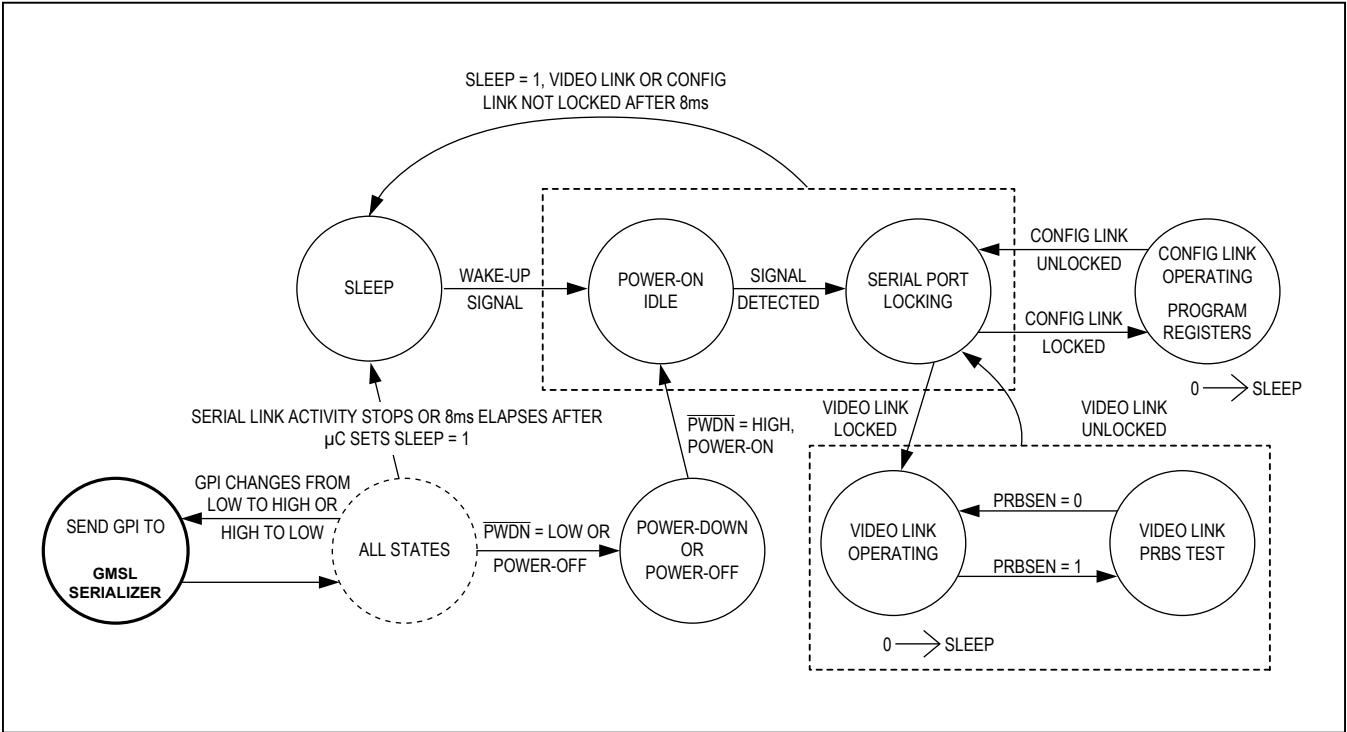 SLEEP = 1, VIDEO LINK OR CONFIG
LINK NOT LOCKED AFTER 8ms
SLEEP
WAKE-UP
SIGNAL
POWER-ON
IDLE
SIGNAL
DETECTED
SERIAL PORT
LOCKING
CONFIG LINK
UNLOCKED
CONFIG LINK
LOCKED
CONFIG LINK
OPERATING
PROGRAM
REGISTERS
0 → SLEEP
SERIAL LINK ACTIVITY STOPS OR 8ms ELAPSES AFTER
µC SETS SLEEP = 1
PWDN = HIGH,
POWER-ON
VIDEO LINK
LOCKED
VIDEO LINK
UNLOCKED
GPI CHANGES FROM
LOW TO HIGH OR
HIGH TO LOW
SEND GPI TO
GMSL
SERIALIZER
ALL STATES
PWDN = LOW OR
POWER-OFF
POWER-DOWN
OR
POWER-OFF
VIDEO LINK
OPERATING
PRBSEN = 0
PRBSEN = 1
VIDEO LINK
PRBS TEST
0 → SLEEP